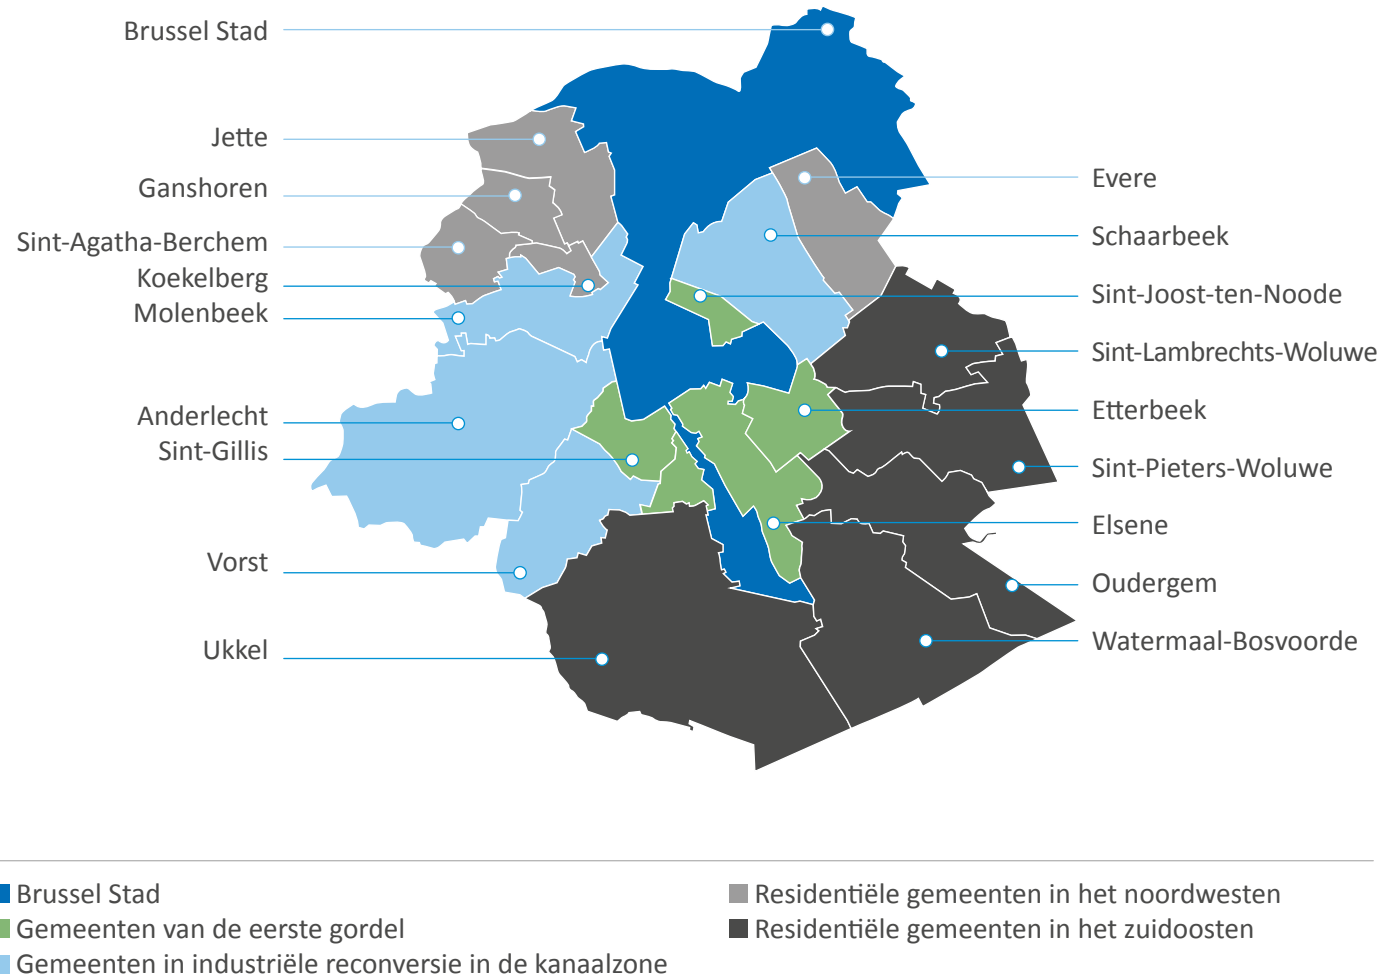 Brussel Stad
Jette
Ganshoren
Sint-Agatha-Berchem
Koekelberg
Molenbeek
Anderlecht
Sint-Gillis
Vorst
Ukkel
Evere
Schaarbeek
Sint-Joost-ten-Noode
Sint-Lambrechts-Woluwe
Etterbeek
Sint-Pieters-Woluwe
Elsene
Oudergem
Watermaal-Bosvoorde
Brussel Stad
Gemeenten van de eerste gordel
Gemeenten in industriële reconversie in de kanaalzone
Residentiële gemeenten in het noordwesten
Residentiële gemeenten in het zuidoosten